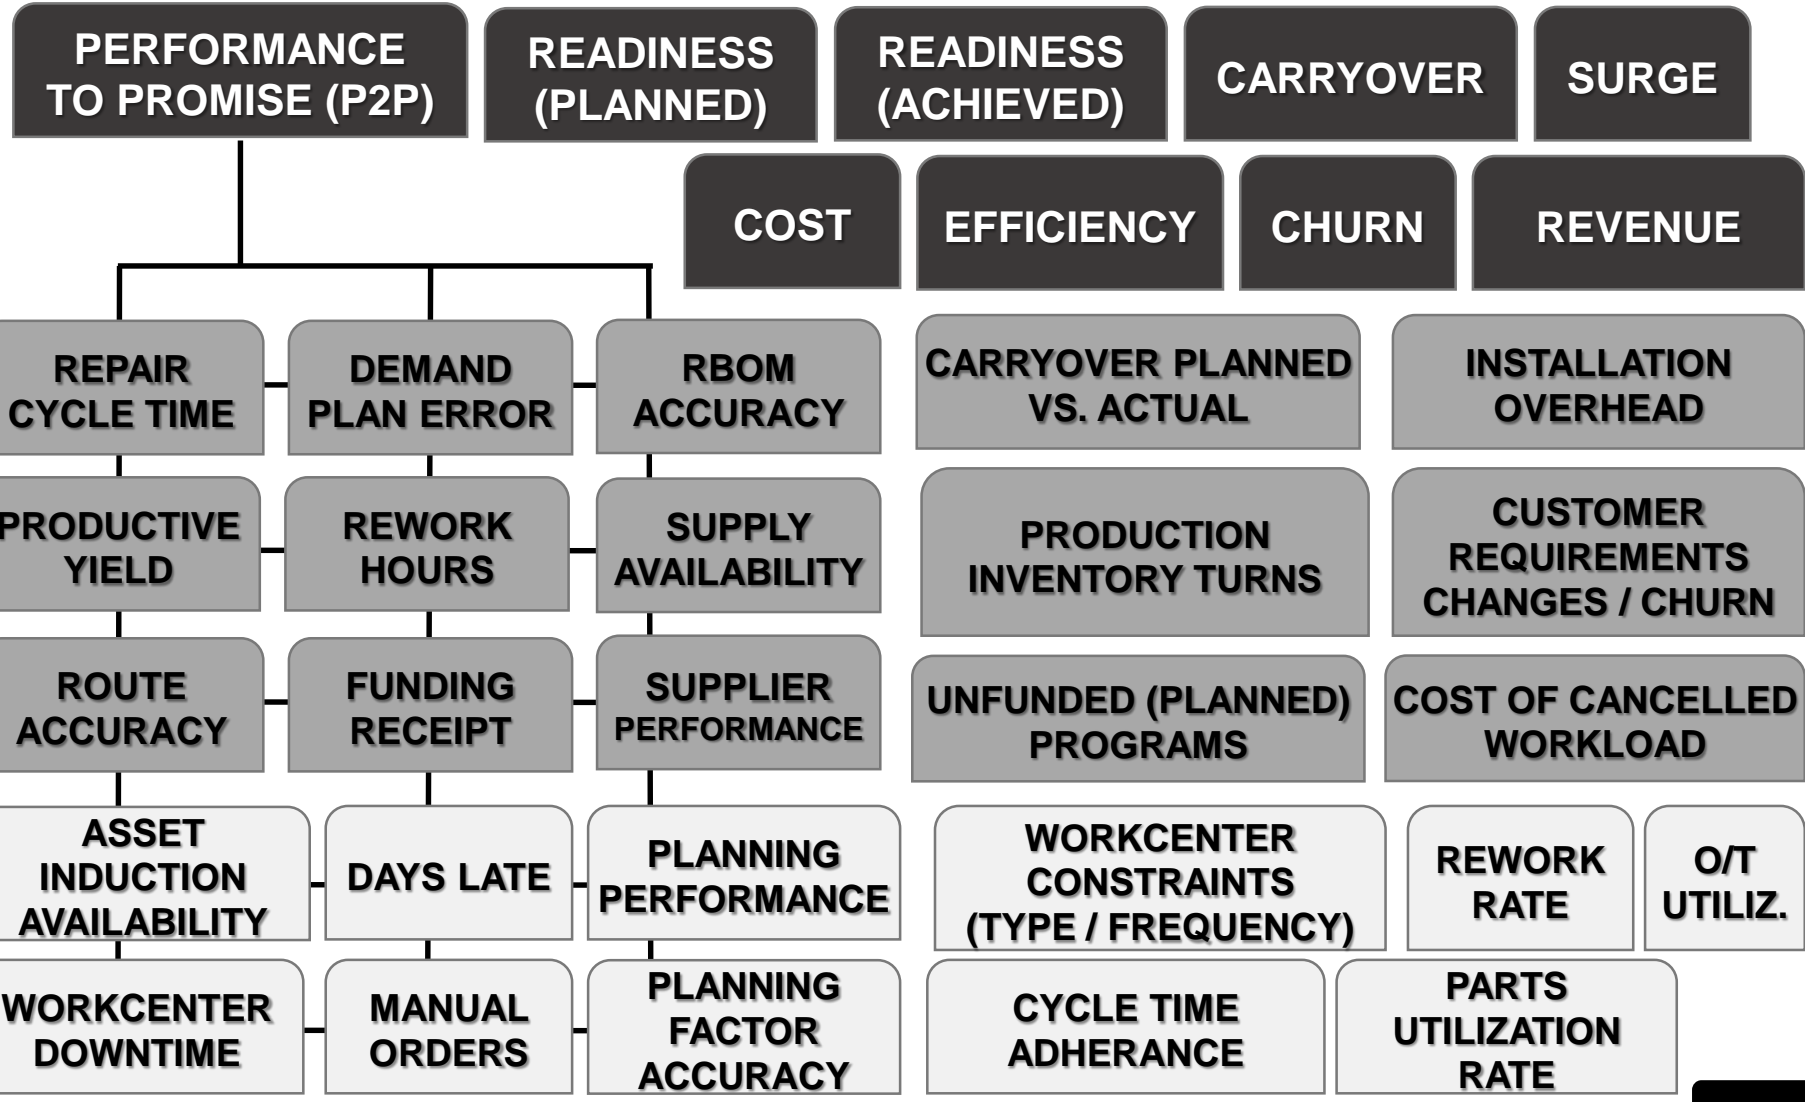 PERFORMANCE
TO PROMISE (P2P)
READINESS
(PLANNED)
READINESS
(ACHIEVED)
CARRYOVER
SURGE
COST
EFFICIENCY
CHURN
REVENUE
REPAIR
CYCLE TIME
DEMAND
PLAN ERROR
RBOM
ACCURACY
CARRYOVER PLANNED
VS. ACTUAL
INSTALLATION
OVERHEAD
PRODUCTIVE
YIELD
REWORK
HOURS
SUPPLY
AVAILABILITY
PRODUCTION
INVENTORY TURNS
CUSTOMER
REQUIREMENTS
CHANGES / CHURN
ROUTE
ACCURACY
FUNDING
RECEIPT
SUPPLIER
PERFORMANCE
UNFUNDED (PLANNED)
PROGRAMS
COST OF CANCELLED
WORKLOAD
ASSET
INDUCTION
AVAILABILITY
DAYS LATE
PLANNING
PERFORMANCE
WORKCENTER
CONSTRAINTS
(TYPE / FREQUENCY)
REWORK
RATE
O/T
UTILIZ.
WORKCENTER
DOWNTIME
MANUAL
ORDERS
PLANNING
FACTOR
ACCURACY
CYCLE TIME
ADHERANCE
PARTS
UTILIZATION
RATE